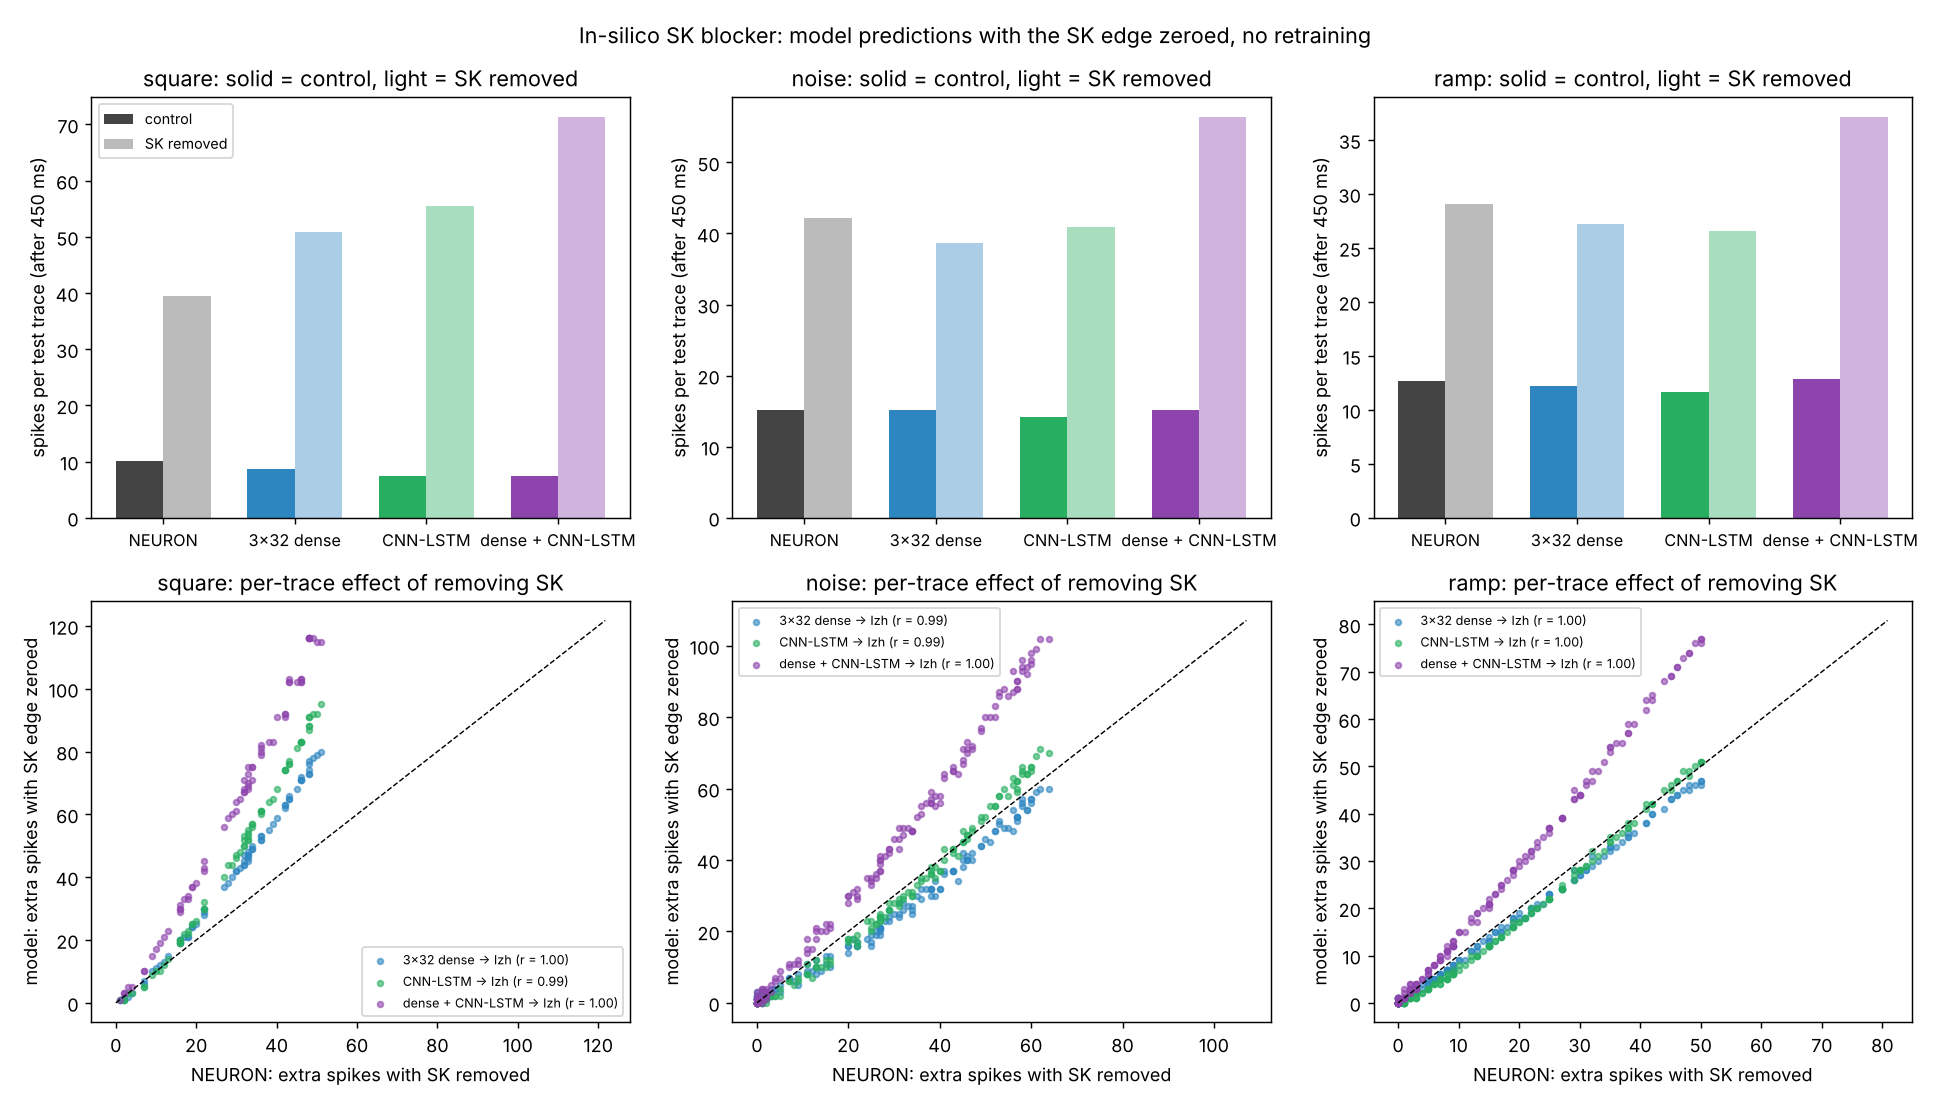 In-silico SK blocker: model predictions with the SK edge zeroed, no retraining
square: solid = control, light = SK removed
control
SK removed
spikes per test trace (after 450 ms)
70
60
50
40
30
20
10
0
NEURON
3×32 dense
CNN-LSTM
dense + CNN-LSTM
noise: solid = control, light = SK removed
spikes per test trace (after 450 ms)
50
40
30
20
10
0
NEURON
3×32 dense
CNN-LSTM
dense + CNN-LSTM
ramp: solid = control, light = SK removed
spikes per test trace (after 450 ms)
35
30
25
20
15
10
5
0
NEURON
3×32 dense
CNN-LSTM
dense + CNN-LSTM
square: per-trace effect of removing SK
model: extra spikes with SK edge zeroed
120
100
80
60
40
20
0
3×32 dense → Izh (r = 1.00)
CNN-LSTM → Izh (r = 0.99)
dense + CNN-LSTM → Izh (r = 1.00)
0
20
40
60
80
100
120
NEURON: extra spikes with SK removed
noise: per-trace effect of removing SK
model: extra spikes with SK edge zeroed
3×32 dense → Izh (r = 0.99)
CNN-LSTM → Izh (r = 0.99)
dense + CNN-LSTM → Izh (r = 1.00)
100
80
60
40
20
0
0
20
40
60
80
100
NEURON: extra spikes with SK removed
ramp: per-trace effect of removing SK
model: extra spikes with SK edge zeroed
3×32 dense → Izh (r = 1.00)
CNN-LSTM → Izh (r = 1.00)
dense + CNN-LSTM → Izh (r = 1.00)
80
70
60
50
40
30
20
10
0
0
10
20
30
40
50
60
70
80
NEURON: extra spikes with SK removed